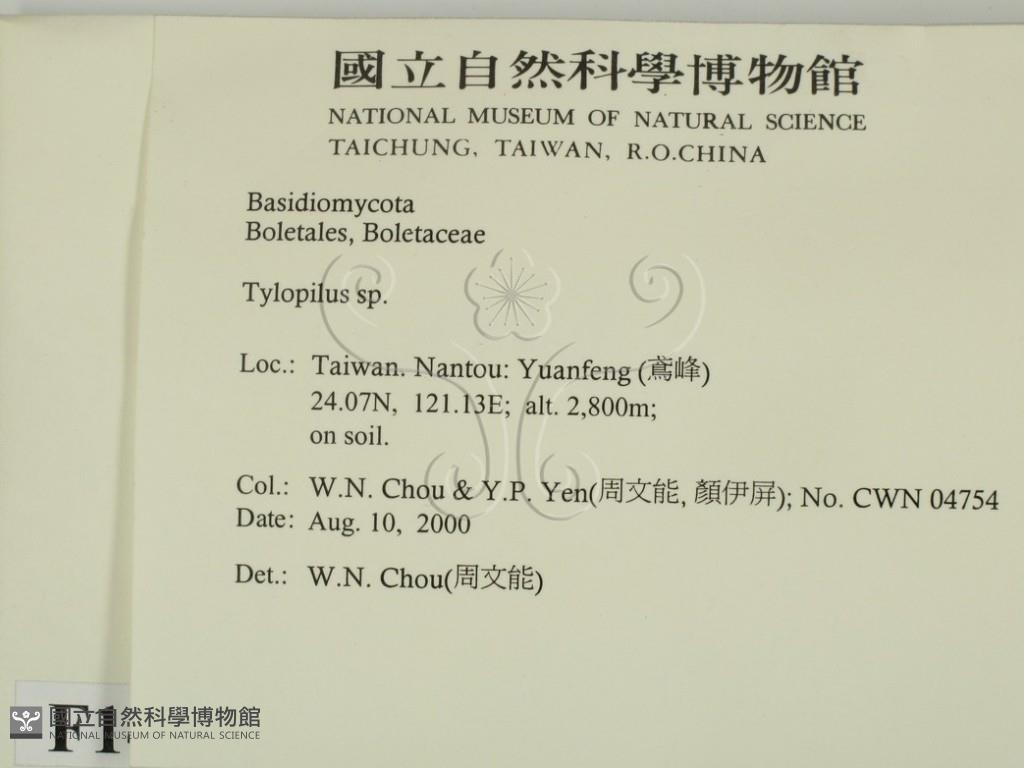 國立自然科學博物館
NATIONAL MUSEUM OF NATURAL SCIENCE
TAICHUNG, TAIWAN, R.O.CHINA
Basidiomycota
Boletales, Boletaceae
Tylopilus sp.
Loc.: Taiwan. Nantou: Yuanfeng (鳶峰)
24.07N, 121.13E; alt. 2,800m;
on soil.
Col.: W.N. Chou & Y.P. Yen(周文能, 顏伊屏); No. CWN 04754
Date: Aug. 10, 2000
Det.: W.N. Chou(周文能)
F1
國立自然科學博物館
NATIONAL MUSEUM OF NATURAL SCIENCE